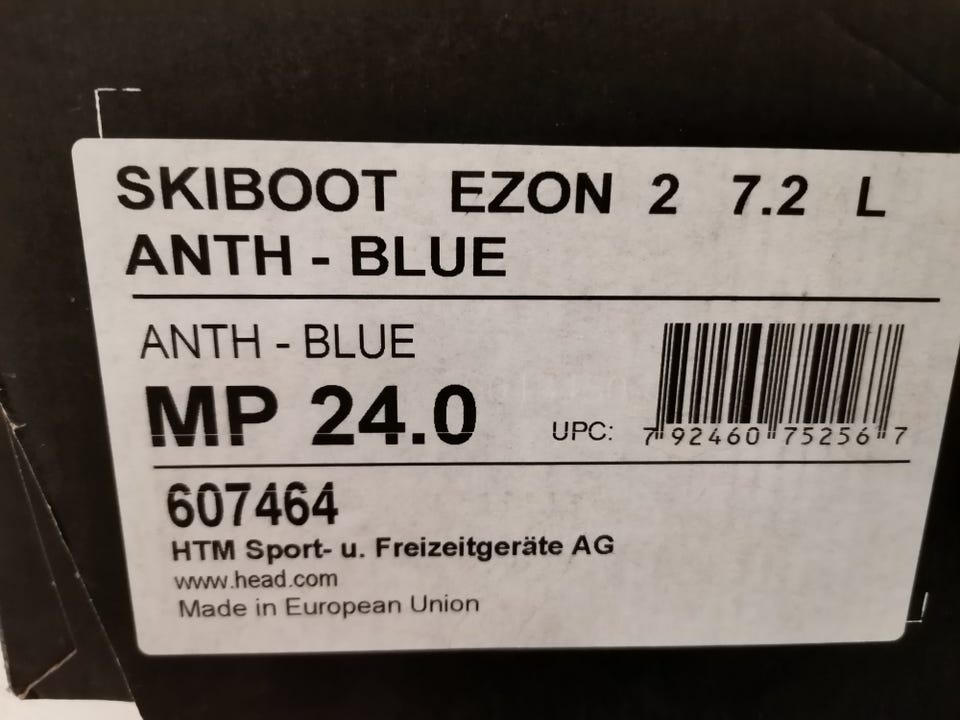 SKIBOOT EZON 2 7.2 L
ANTH - BLUE
ANTH - BLUE
MP 24.0
UPC: 7 92460 75256 7
607464
HTM Sport- u. Freizeitgeräte AG
www.head.com
Made in European Union